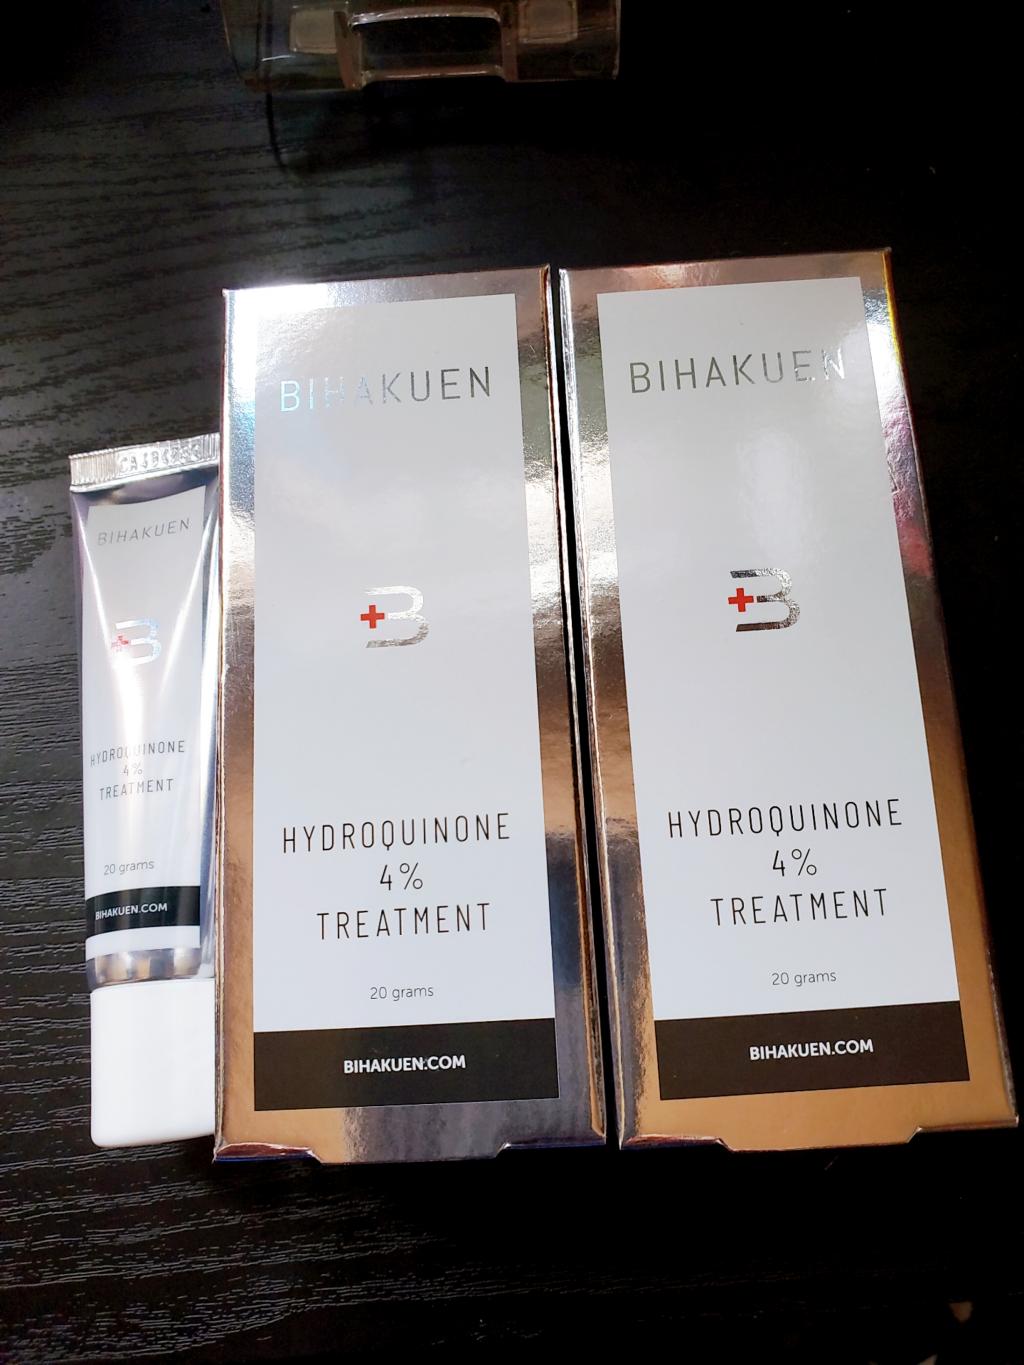 BIHAKUEN
B
HYDROQUINONE
4%
TREATMENT
20 grams
BIHAKUEN.COM
BIHAKUEN
B
HYDROQUINONE
4%
TREATMENT
20 grams
BIHAKUEN.COM
BIHAKUEN
B
HYDROQUINONE
4%
TREATMENT
20 grams
BIHAKUEN.COM